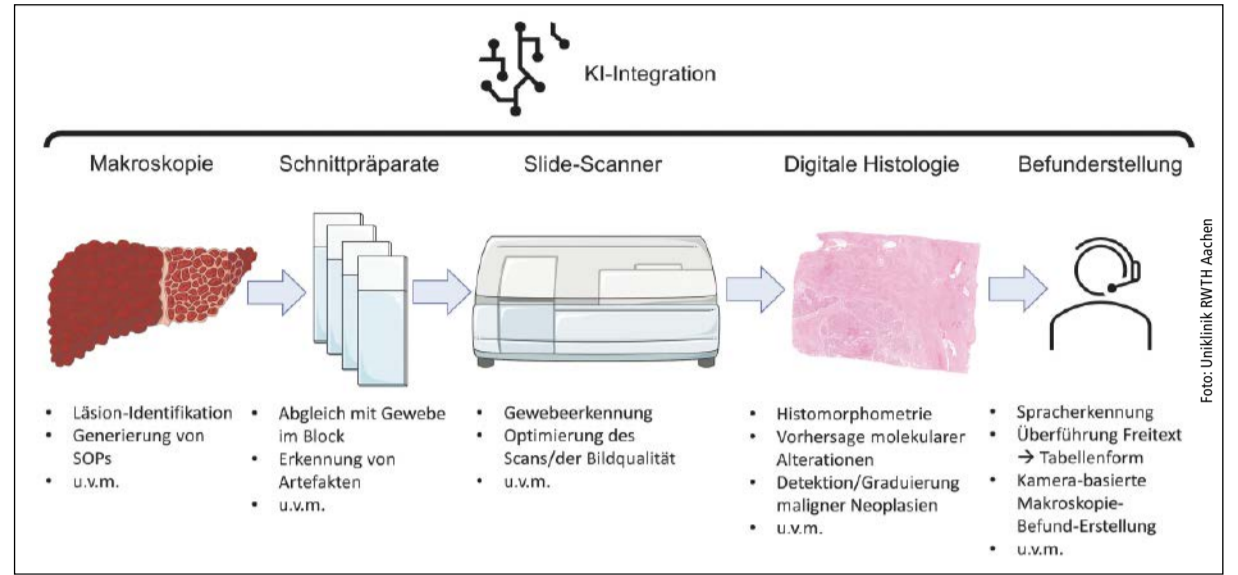 KI-Integration
Makroskopie
Schnittpräparate
Slide-Scanner
Digitale Histologie
Befunderstellung
• Läsion-Identifikation
• Generierung von
SOPs
• u.v.m.
• Abgleich mit Gewebe
im Block
• Erkennung von
Artefakten
• u.v.m.
• Gewebeerkennung
• Optimierung des
Scans/der Bildqualität
• u.v.m.
• Histomorphometrie
• Vorhersage molekularer
Alterationen
• Detektion/Graduierung
maligner Neoplasien
• u.v.m.
• Spracherkennung
• Überführung Freitext
→ Tabellenform
• Kamera-basierte
Makroskopie-
Befund-Erstellung
• u.v.m.
Foto: Uniklinik RWTH Aachen